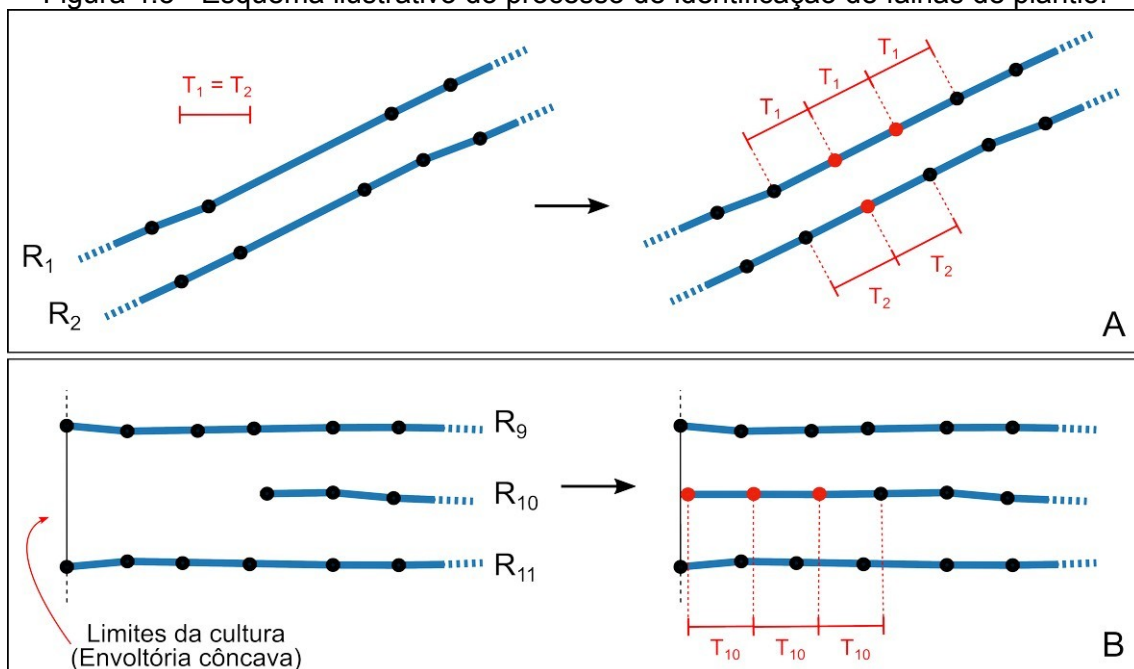 Figura 4.6 - Esquema ilustrativo do processo de identificação de falhas de plantio.
T₁ = T₂
R₁
R₂
T₁
T₁
T₁
T₂
T₂
A
R₉
R₁₀
R₁₁
Limites da cultura
(Envoltória côncava)
T₁₀ T₁₀ T₁₀
B